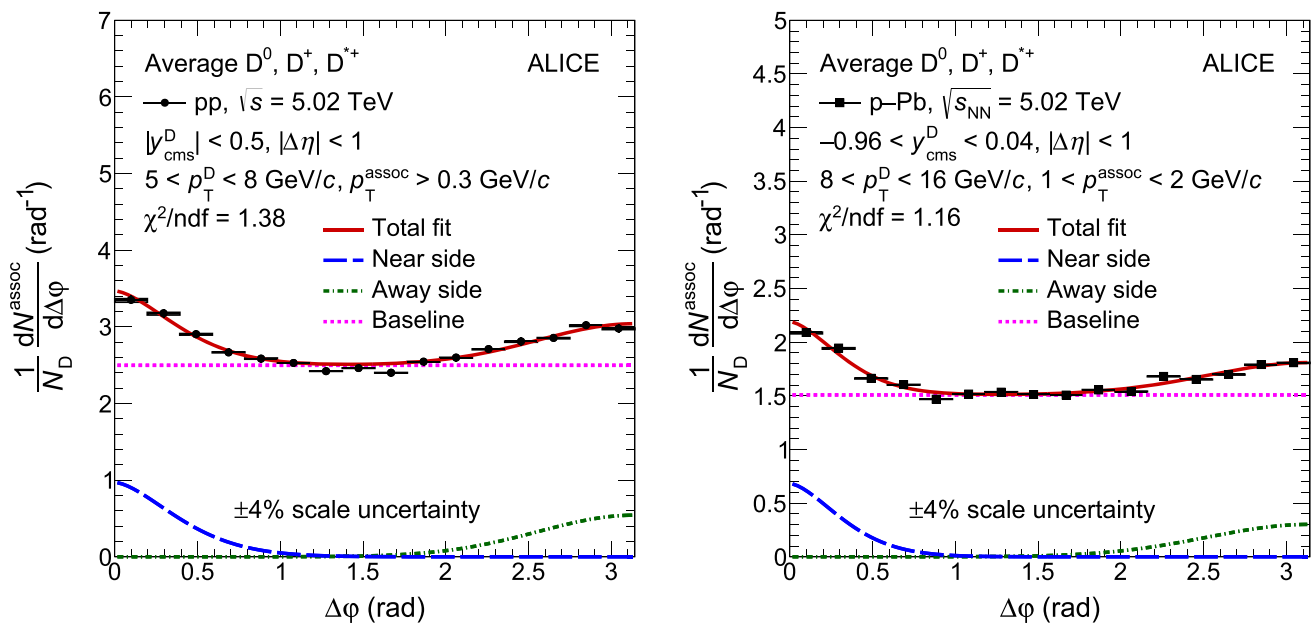 Average D⁰, D⁺, D*⁺ ALICE
pp, √s = 5.02 TeV
|y^D_cms| < 0.5, |Δη| < 1
5 < p_T^D < 8 GeV/c, p_T^assoc > 0.3 GeV/c
χ²/ndf = 1.38
Total fit
Near side
Away side
Baseline
±4% scale uncertainty
7
6
5
4
3
2
1
0
0 0.5 1 1.5 2 2.5 3
Δφ (rad)
1/N_D dN^assoc/dΔφ (rad⁻¹)
Average D⁰, D⁺, D*⁺ ALICE
p–Pb, √s_NN = 5.02 TeV
–0.96 < y^D_cms < 0.04, |Δη| < 1
8 < p_T^D < 16 GeV/c, 1 < p_T^assoc < 2 GeV/c
χ²/ndf = 1.16
Total fit
Near side
Away side
Baseline
±4% scale uncertainty
5
4.5
4
3.5
3
2.5
2
1.5
1
0.5
0
0 0.5 1 1.5 2 2.5 3
Δφ (rad)
1/N_D dN^assoc/dΔφ (rad⁻¹)